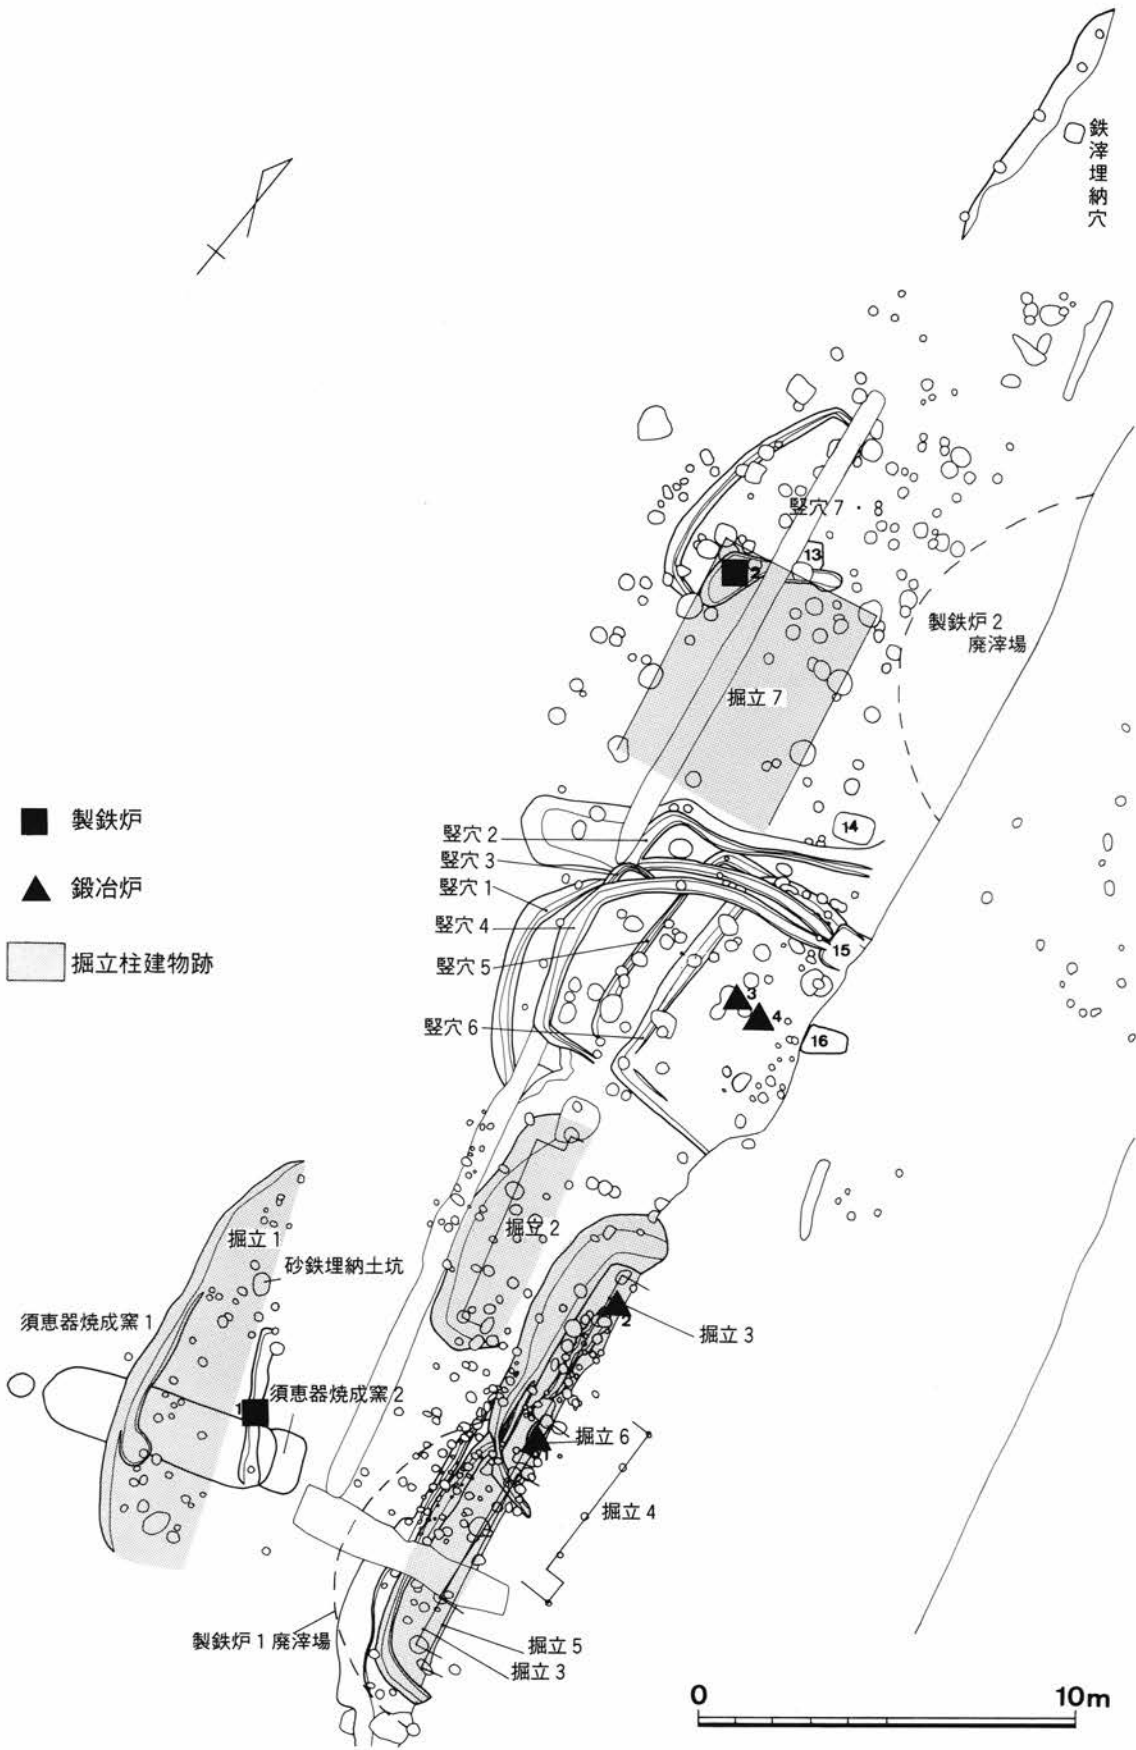 鉄滓埋納穴
竪穴7・8
13
2
製鉄炉2
廃滓場
掘立7
製鉄炉
鍛冶炉
掘立柱建物跡
14
竪穴2
竪穴3
竪穴1
竪穴4
竪穴5
竪穴6
15
3
4
16
掘立2
掘立1
砂鉄埋納土坑
須恵器焼成窯1
2
掘立3
須恵器焼成窯2
1
掘立6
1
掘立4
製鉄炉1廃滓場
掘立5
掘立3
0
10m